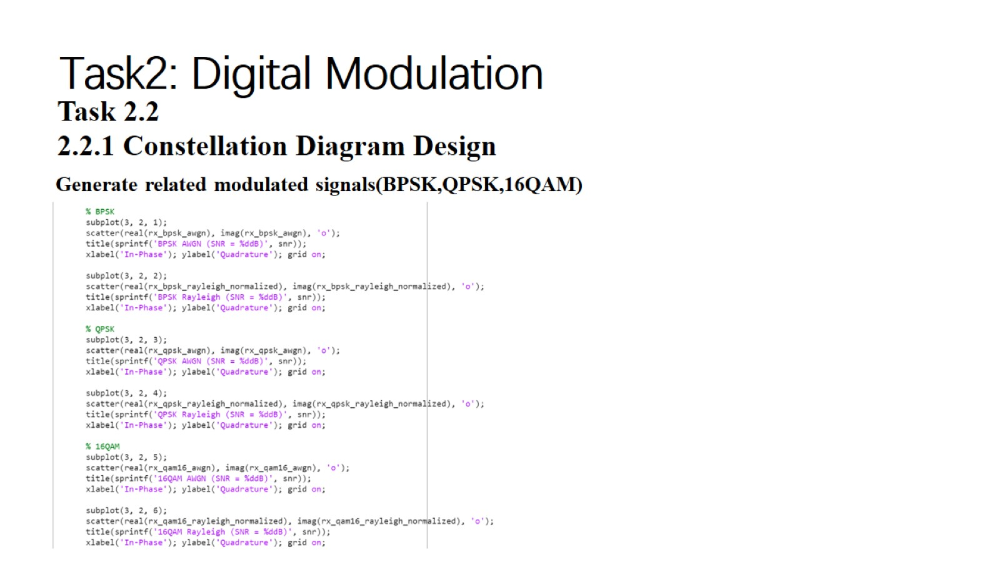 Task2: Digital Modulation
Task 2.2
2.2.1 Constellation Diagram Design
Generate related modulated signals(BPSK,QPSK,16QAM)
% BPSK
subplot(3, 2, 1);
scatter(real(rx_bpsk_awgn), imag(rx_bpsk_awgn), 'o');
title(sprintf('BPSK AWGN (SNR = %ddB)', snr));
xlabel('In-Phase'); ylabel('Quadrature'); grid on;
subplot(3, 2, 2);
scatter(real(rx_bpsk_rayleigh_normalized), imag(rx_bpsk_rayleigh_normalized), 'o');
title(sprintf('BPSK Rayleigh (SNR = %ddB)', snr));
xlabel('In-Phase'); ylabel('Quadrature'); grid on;
% QPSK
subplot(3, 2, 3);
scatter(real(rx_qpsk_awgn), imag(rx_qpsk_awgn), 'o');
title(sprintf('QPSK AWGN (SNR = %ddB)', snr));
xlabel('In-Phase'); ylabel('Quadrature'); grid on;
subplot(3, 2, 4);
scatter(real(rx_qpsk_rayleigh_normalized), imag(rx_qpsk_rayleigh_normalized), 'o');
title(sprintf('QPSK Rayleigh (SNR = %ddB)', snr));
xlabel('In-Phase'); ylabel('Quadrature'); grid on;
% 16QAM
subplot(3, 2, 5);
scatter(real(rx_qam16_awgn), imag(rx_qam16_awgn), 'o');
title(sprintf('16QAM AWGN (SNR = %ddB)', snr));
xlabel('In-Phase'); ylabel('Quadrature'); grid on;
subplot(3, 2, 6);
scatter(real(rx_qam16_rayleigh_normalized), imag(rx_qam16_rayleigh_normalized), 'o');
title(sprintf('16QAM Rayleigh (SNR = %ddB)', snr));
xlabel('In-Phase'); ylabel('Quadrature'); grid on;